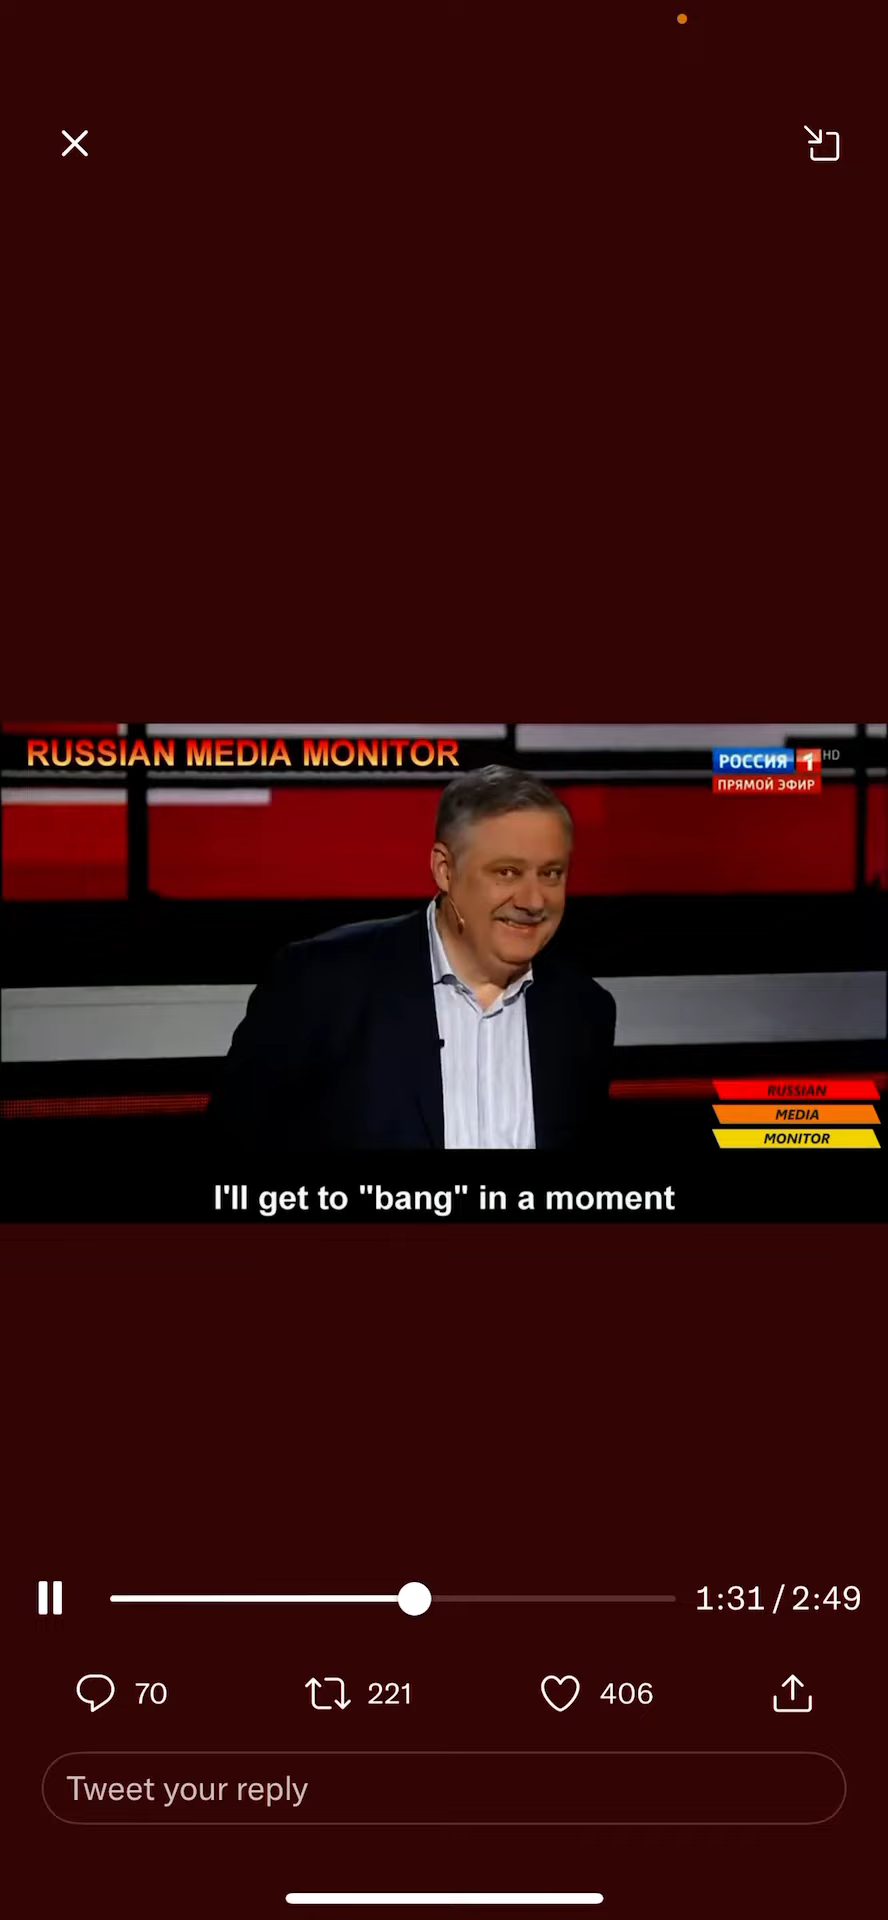 RUSSIAN MEDIA MONITOR
РОССИЯ 1 HD
ПРЯМОЙ ЭФИР
RUSSIAN
MEDIA
MONITOR
I'll get to "bang" in a moment
1:31 / 2:49
70 221 406
Tweet your reply